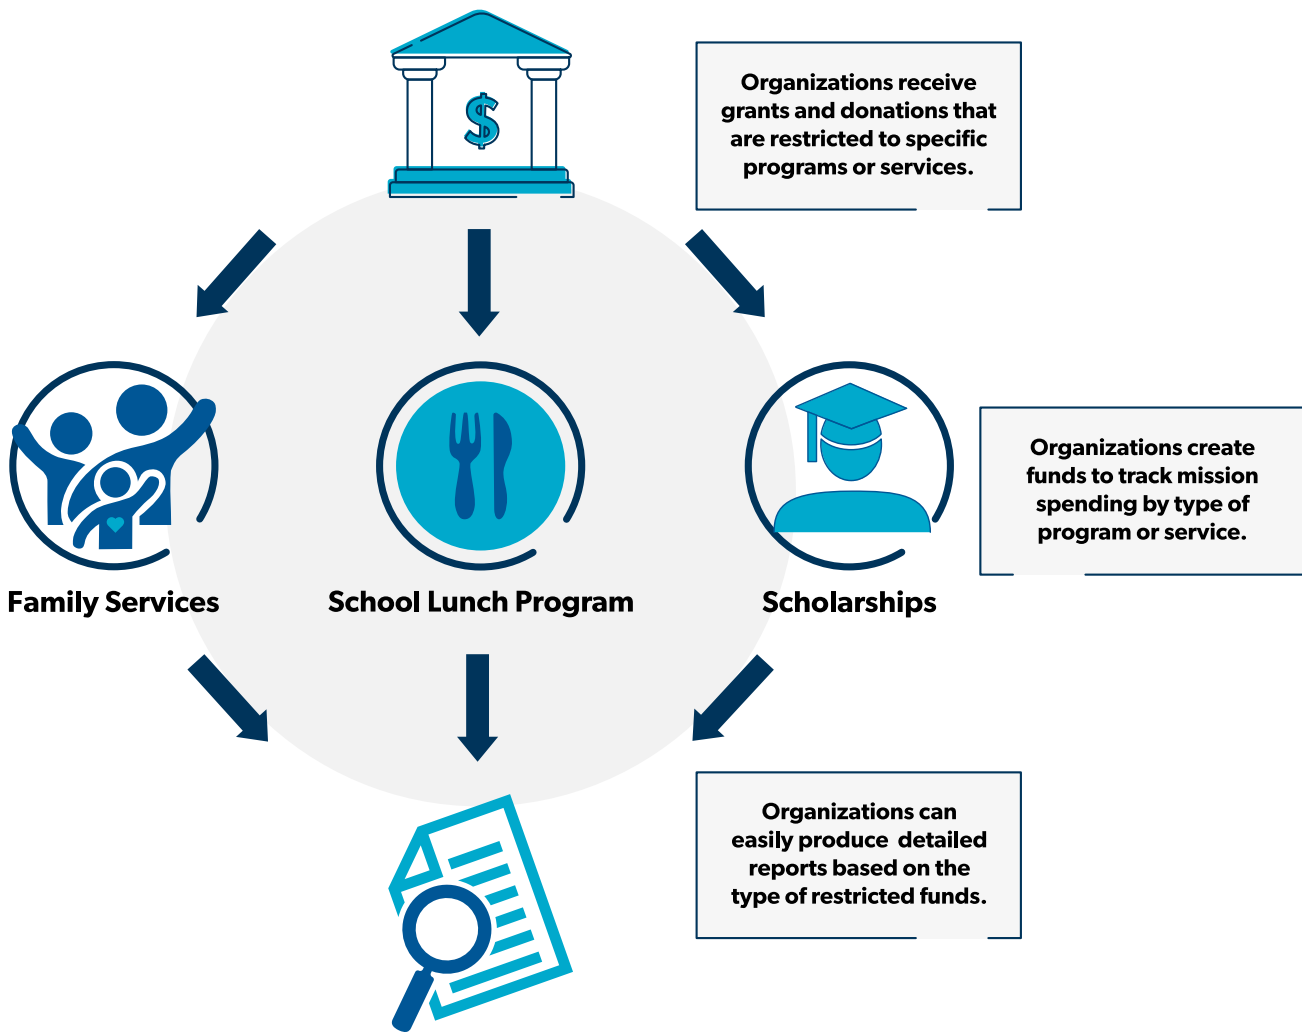 $
Organizations receive
grants and donations that
are restricted to specific
programs or services.
Family Services
School Lunch Program
Scholarships
Organizations create
funds to track mission
spending by type of
program or service.
Organizations can
easily produce detailed
reports based on the
type of restricted funds.